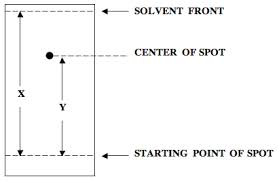 SOLVENT FRONT
CENTER OF SPOT
X
Y
STARTING POINT OF SPOT